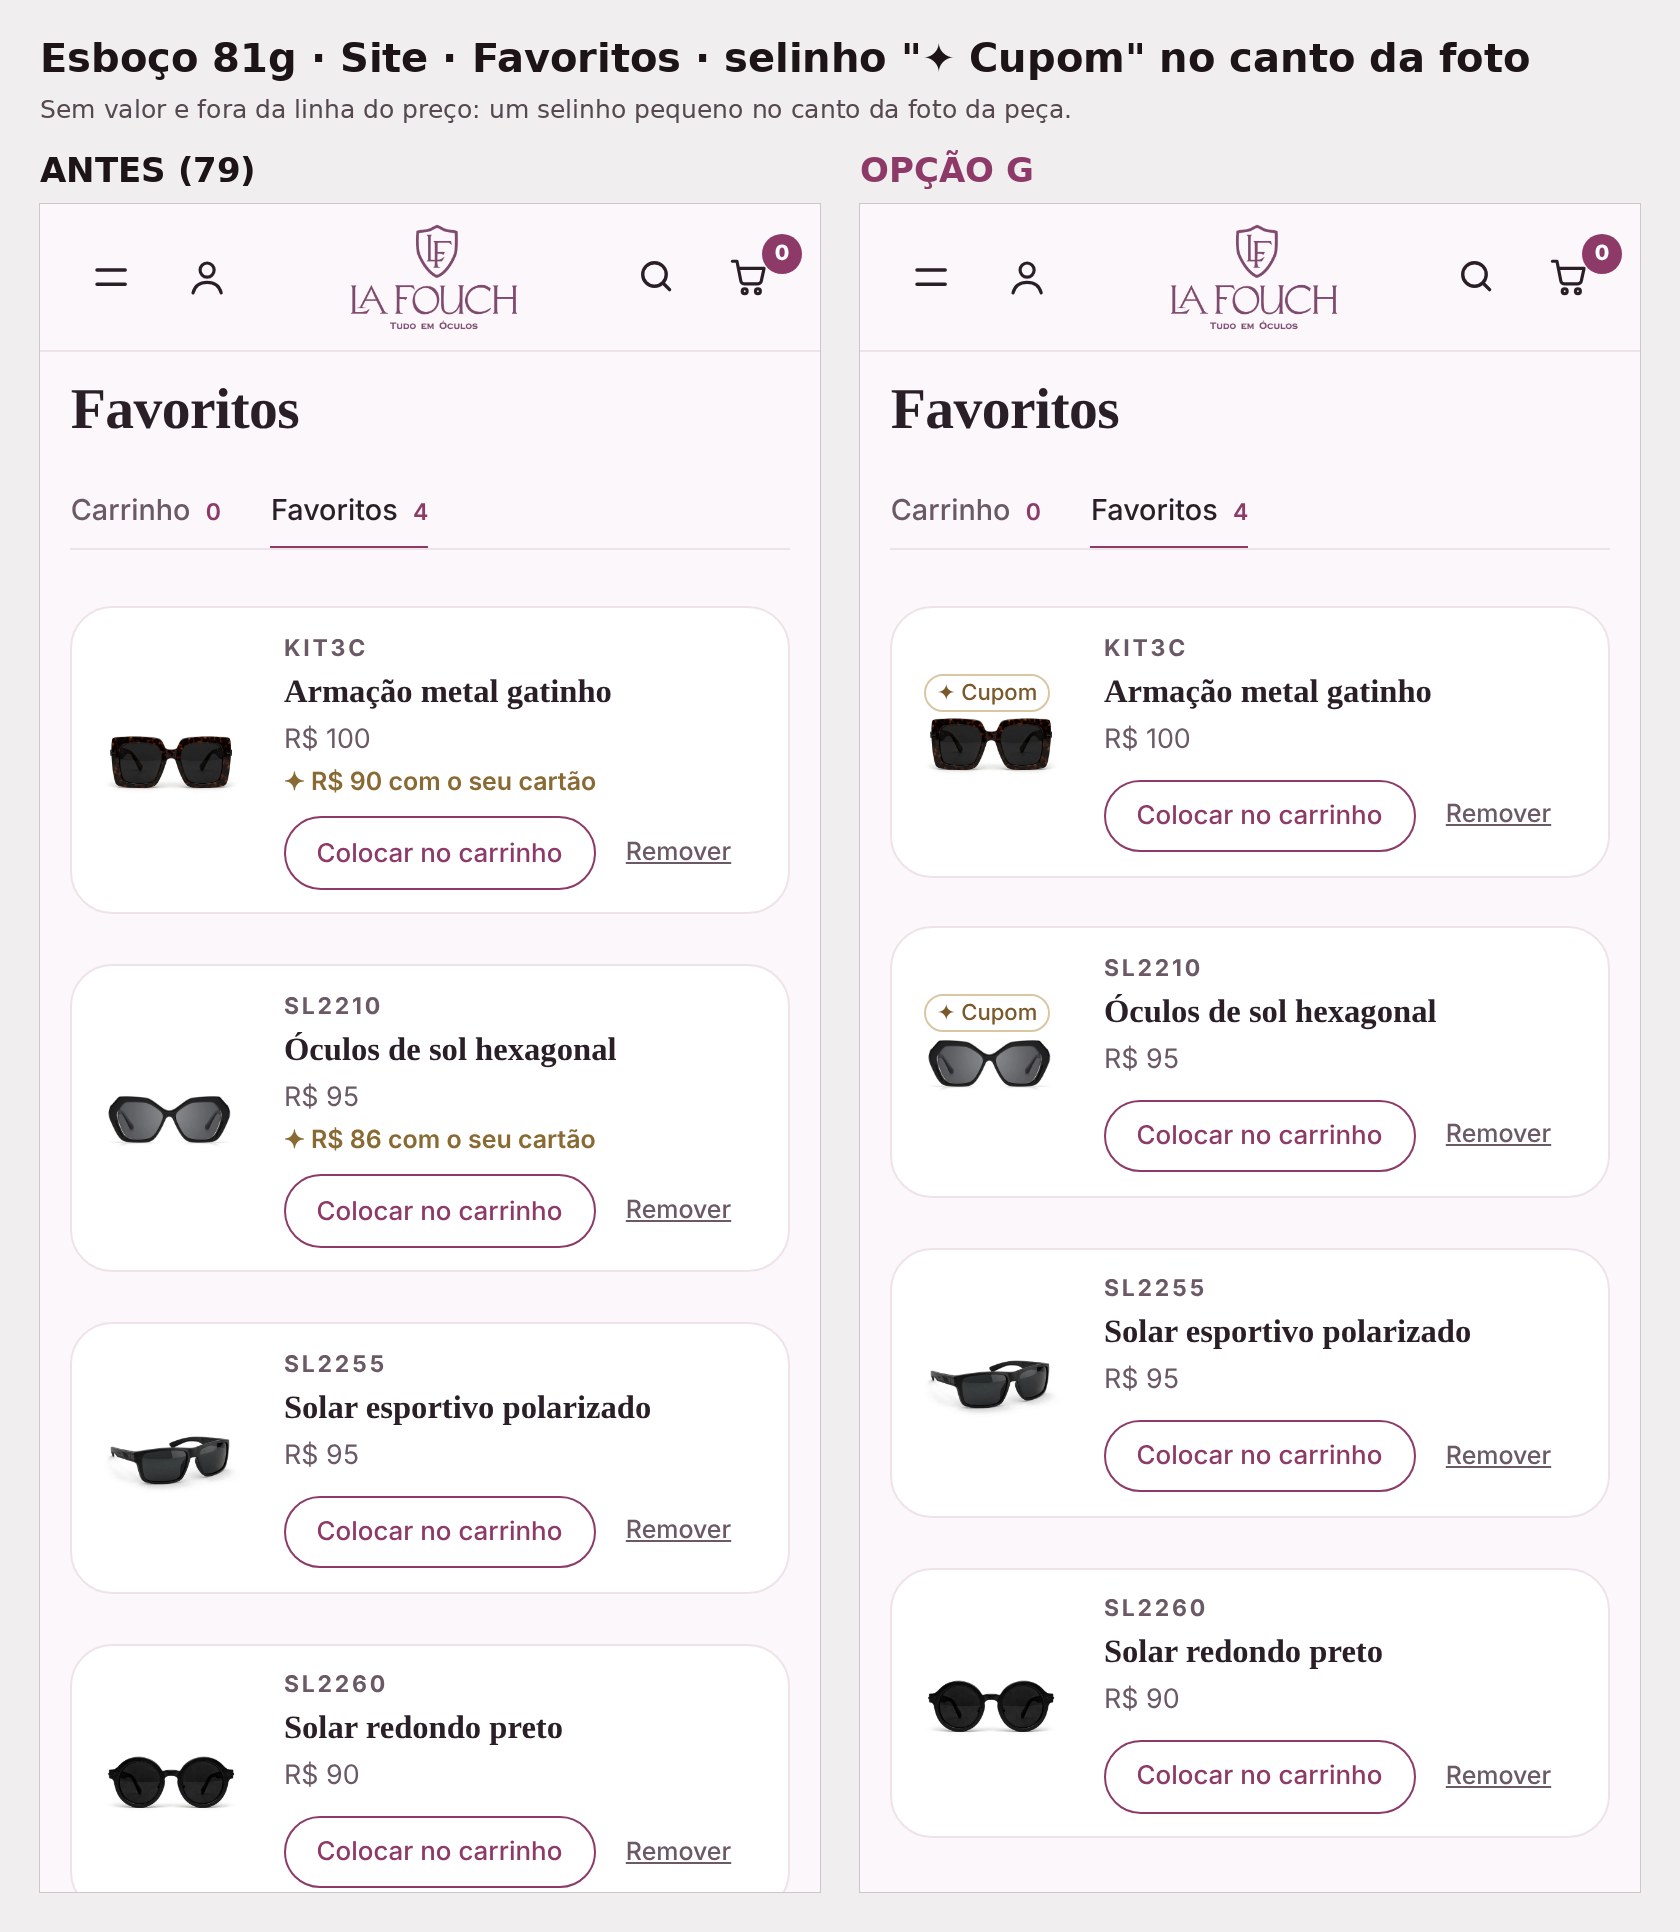 Esboço 81g · Site · Favoritos · selinho "✦ Cupom" no canto da foto
Sem valor e fora da linha do preço: um selinho pequeno no canto da foto da peça.
ANTES (79)
LF
LA FOUCH
TUDO EM ÓCULOS
0
Favoritos
Carrinho 0 Favoritos 4
KIT3C
Armação metal gatinho
R$ 100
✦ R$ 90 com o seu cartão
Colocar no carrinho Remover
SL2210
Óculos de sol hexagonal
R$ 95
✦ R$ 86 com o seu cartão
Colocar no carrinho Remover
SL2255
Solar esportivo polarizado
R$ 95
Colocar no carrinho Remover
SL2260
Solar redondo preto
R$ 90
Colocar no carrinho Remover
OPÇÃO G
LF
LA FOUCH
TUDO EM ÓCULOS
0
Favoritos
Carrinho 0 Favoritos 4
✦ Cupom
KIT3C
Armação metal gatinho
R$ 100
Colocar no carrinho Remover
✦ Cupom
SL2210
Óculos de sol hexagonal
R$ 95
Colocar no carrinho Remover
SL2255
Solar esportivo polarizado
R$ 95
Colocar no carrinho Remover
SL2260
Solar redondo preto
R$ 90
Colocar no carrinho Remover